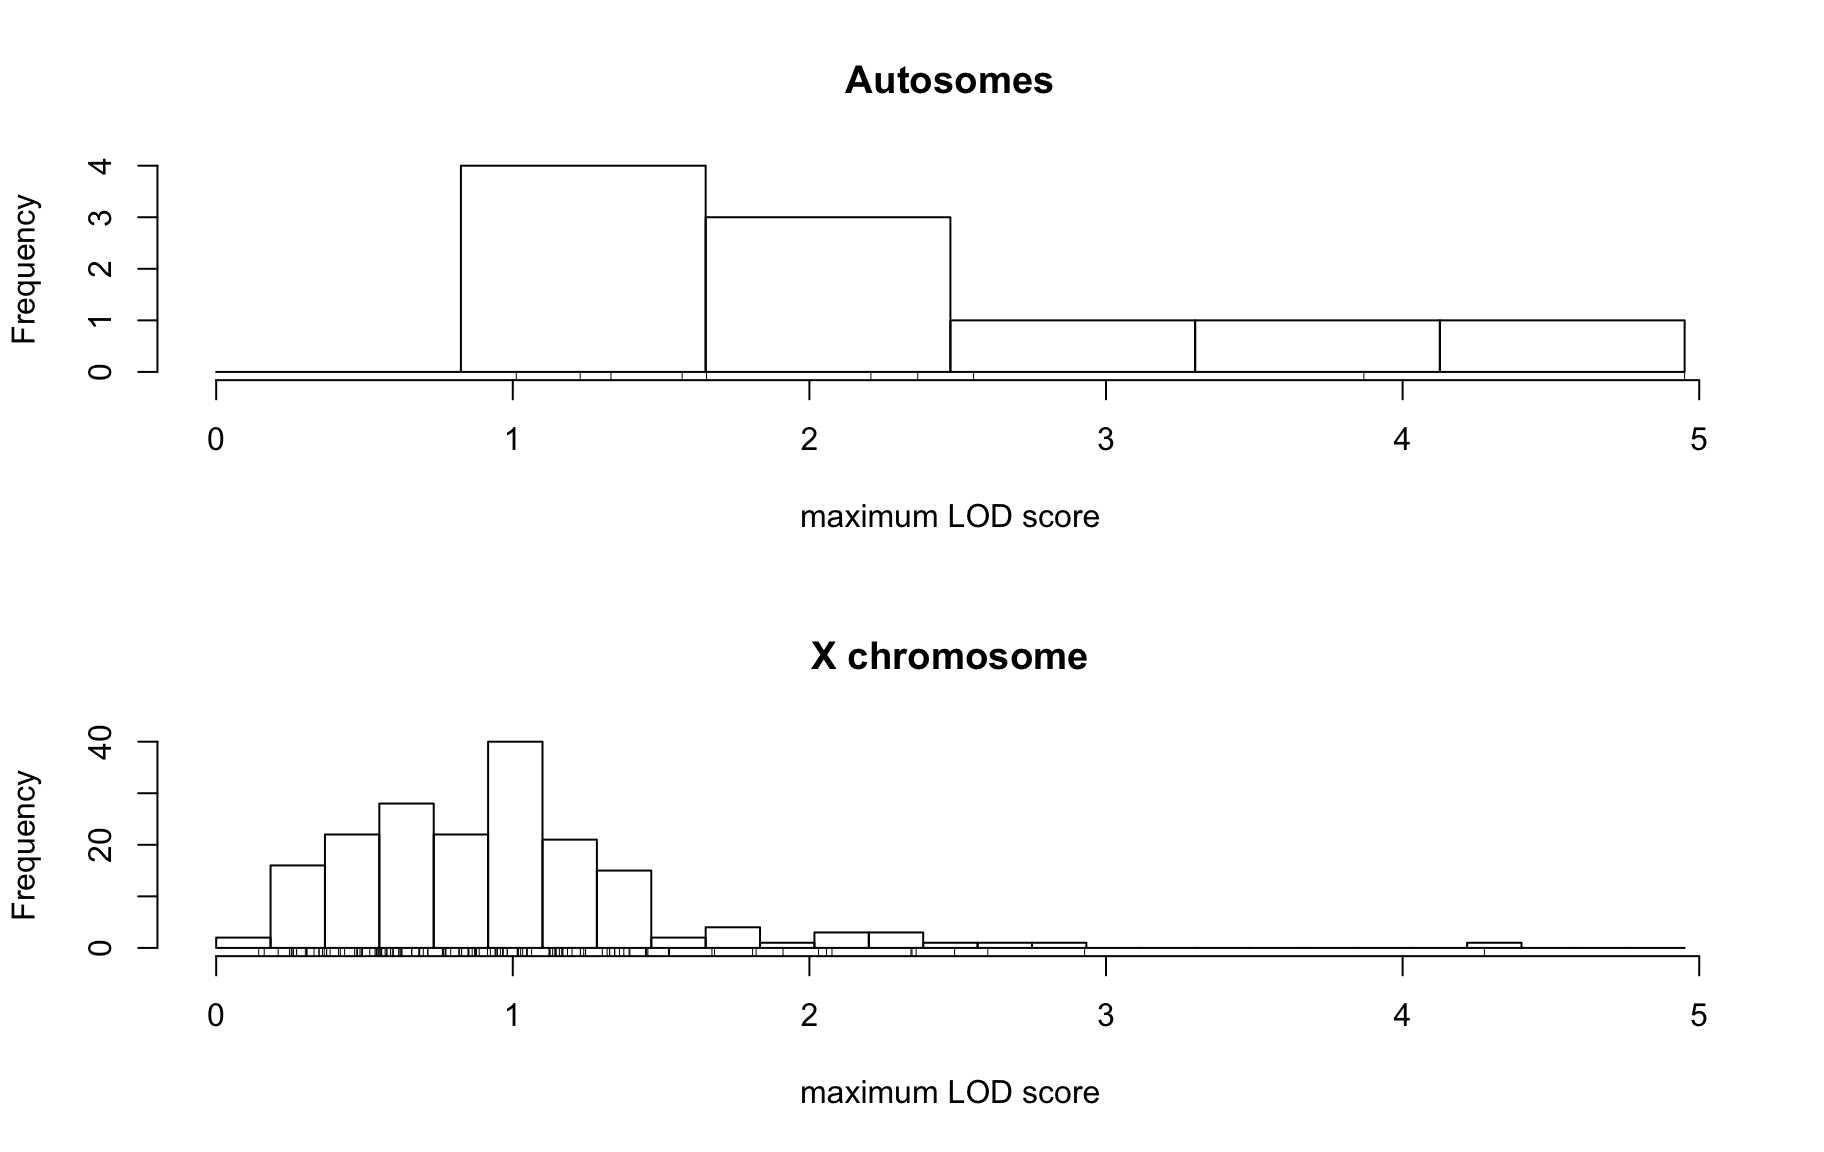 Autosomes
Frequency
4
3
2
1
0
0 1 2 3 4 5
maximum LOD score
X chromosome
Frequency
40
20
0
0 1 2 3 4 5
maximum LOD score